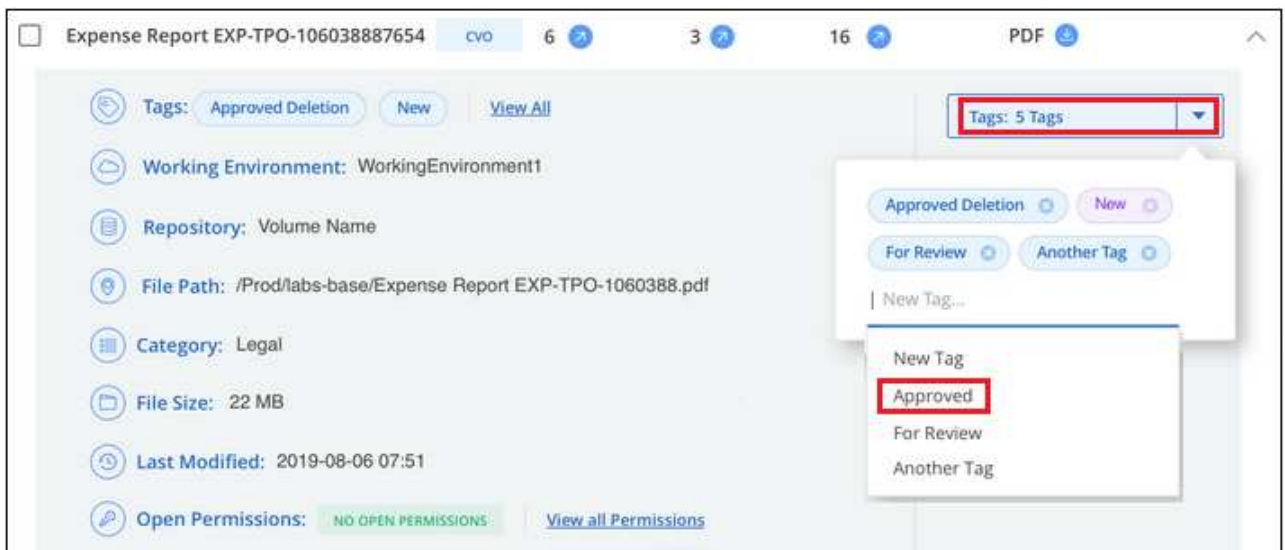 Expense Report EXP-TPO-106038887654 CVO 6 3 16 PDF
Tags: Approved Deletion New View All
Tags: 5 Tags
Working Environment: WorkingEnvironment1
Approved Deletion New
Repository: Volume Name
For Review Another Tag
File Path: /Prod/labs-base/Expense Report EXP-TPO-1060388.pdf
New Tag...
Category: Legal
New Tag
File Size: 22 MB
Approved
For Review
Last Modified: 2019-08-06 07:51
Another Tag
Open Permissions: NO OPEN PERMISSIONS View all Permissions